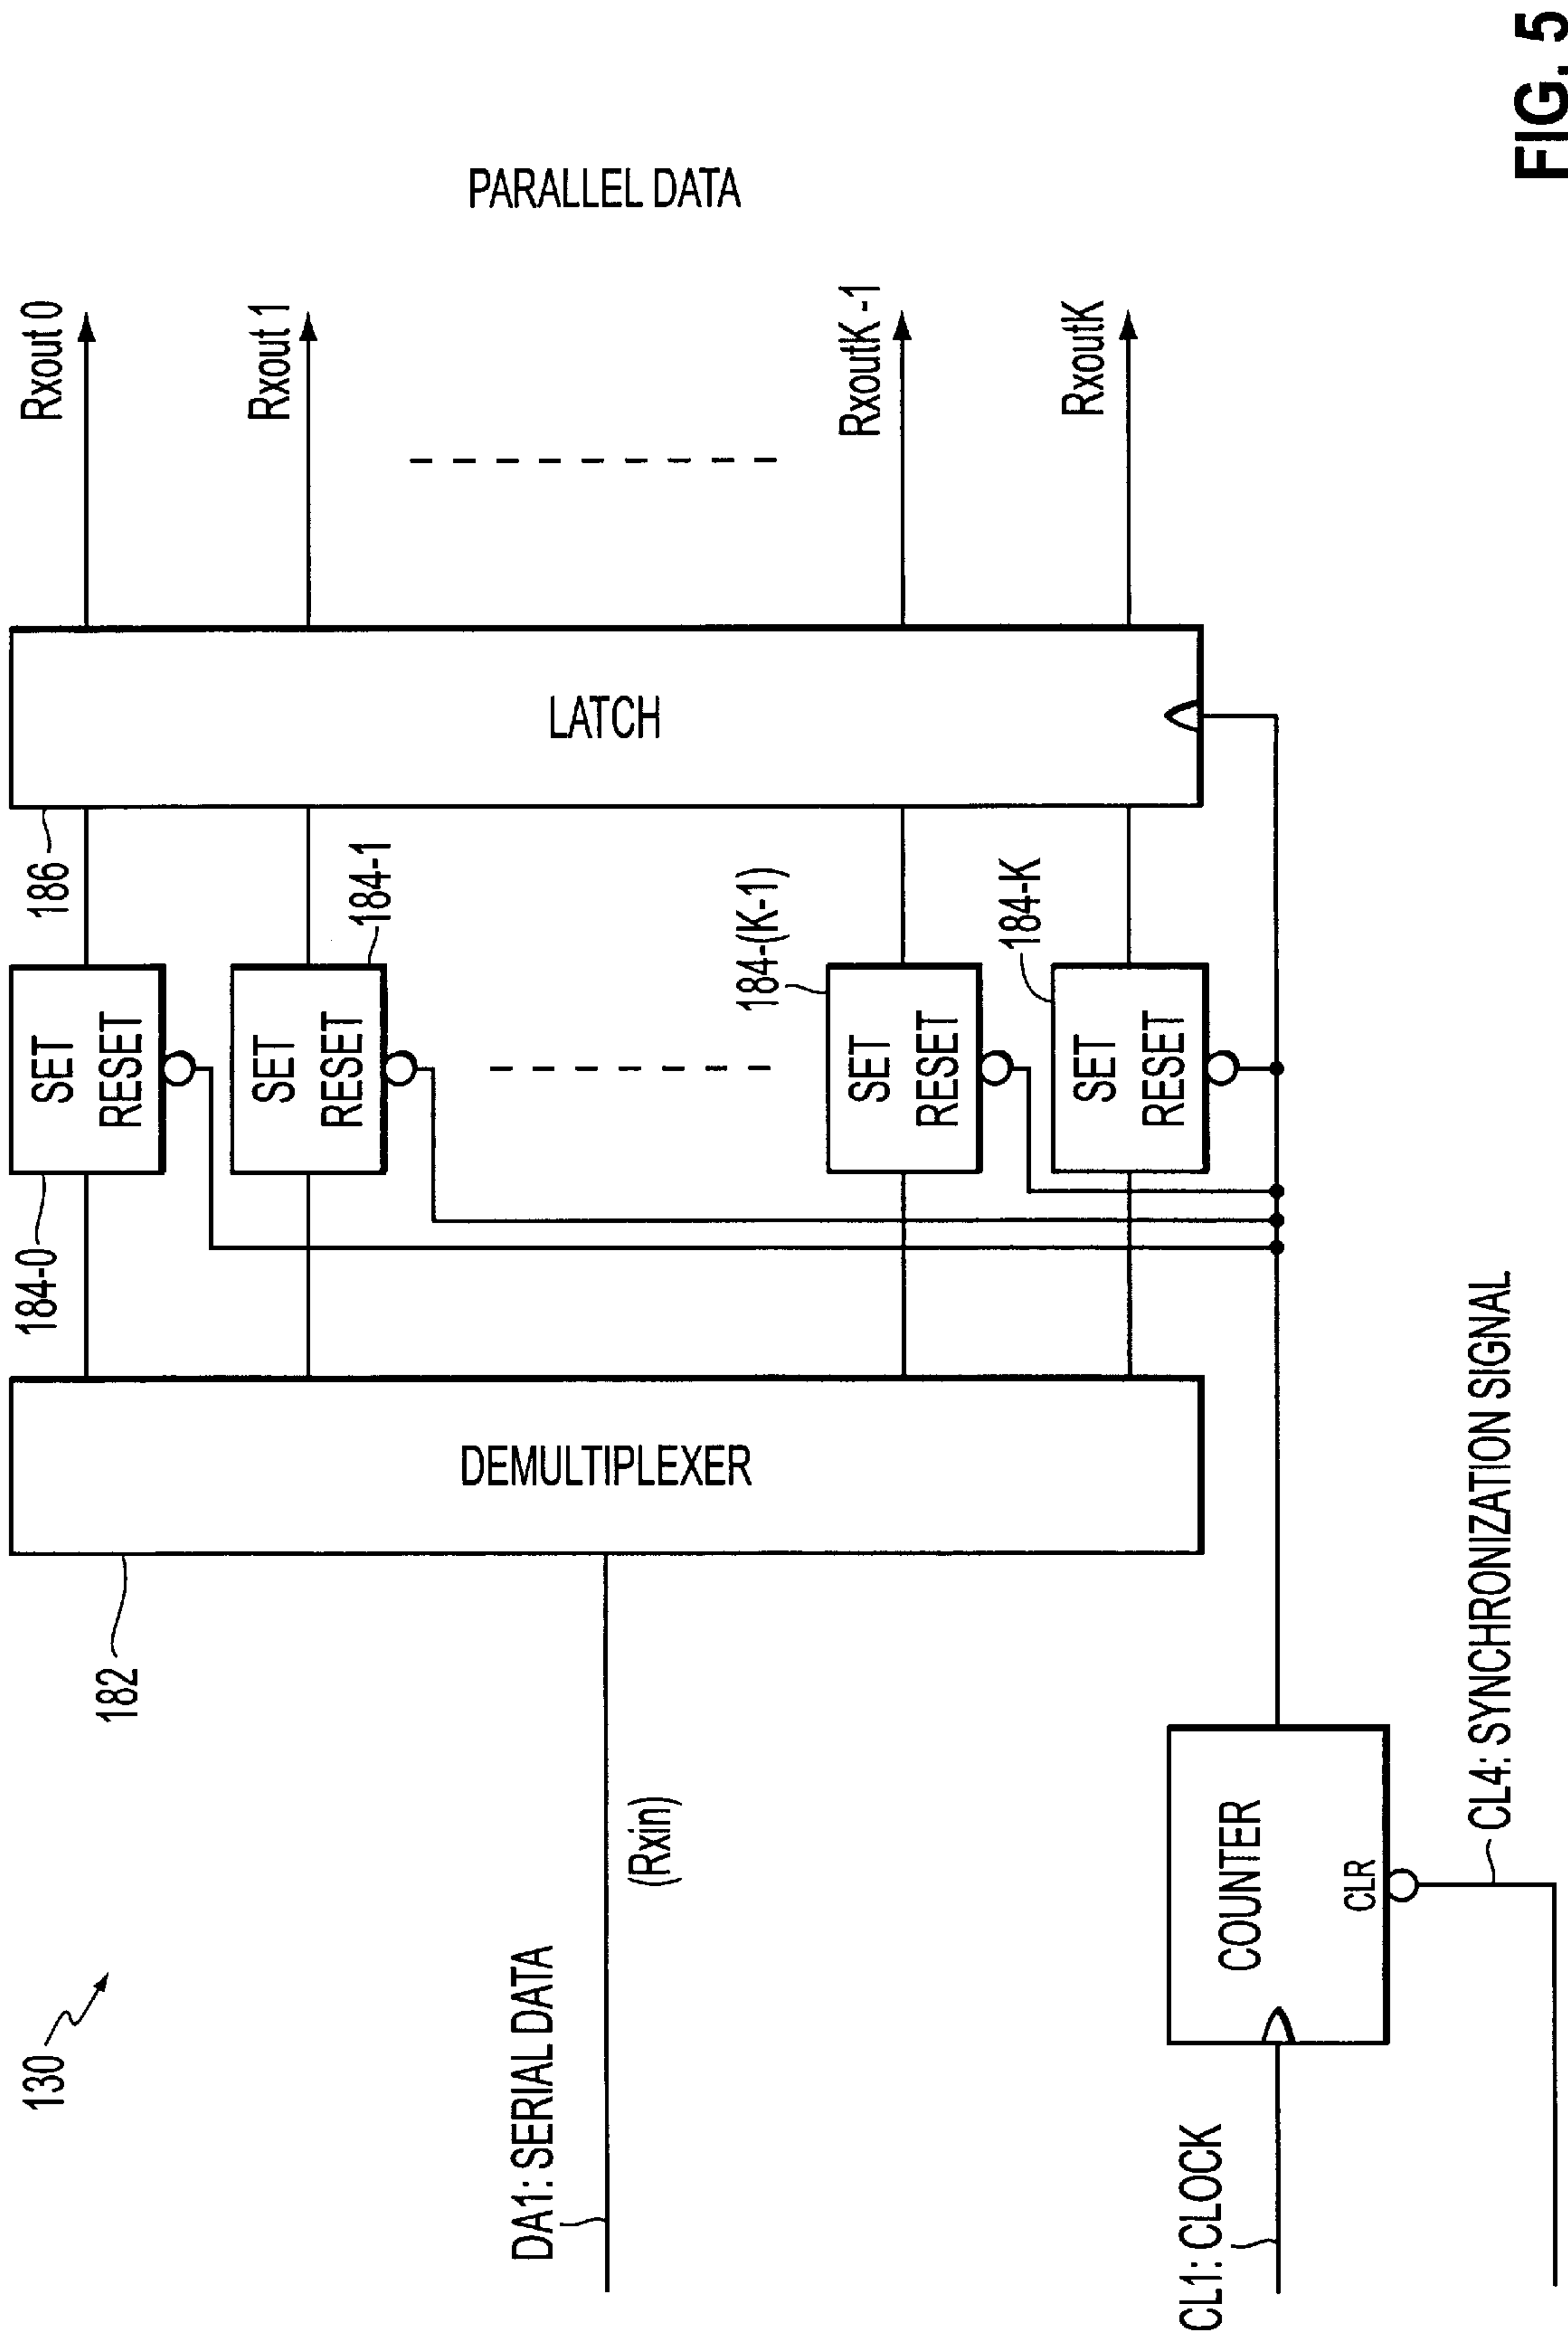 130
182
184-0
186
Rxout 0
SET
RESET
184-1
Rxout 1
SET
RESET
PARALLEL DATA
DA1: SERIAL DATA
(Rxin)
DEMULTIPLEXER
LATCH
184-(K-1)
RxoutK -1
SET
RESET
184-K
RxoutK
SET
RESET
CL1: CLOCK
COUNTER
CLR
CL4: SYNCHRONIZATION SIGNAL
FIG. 5